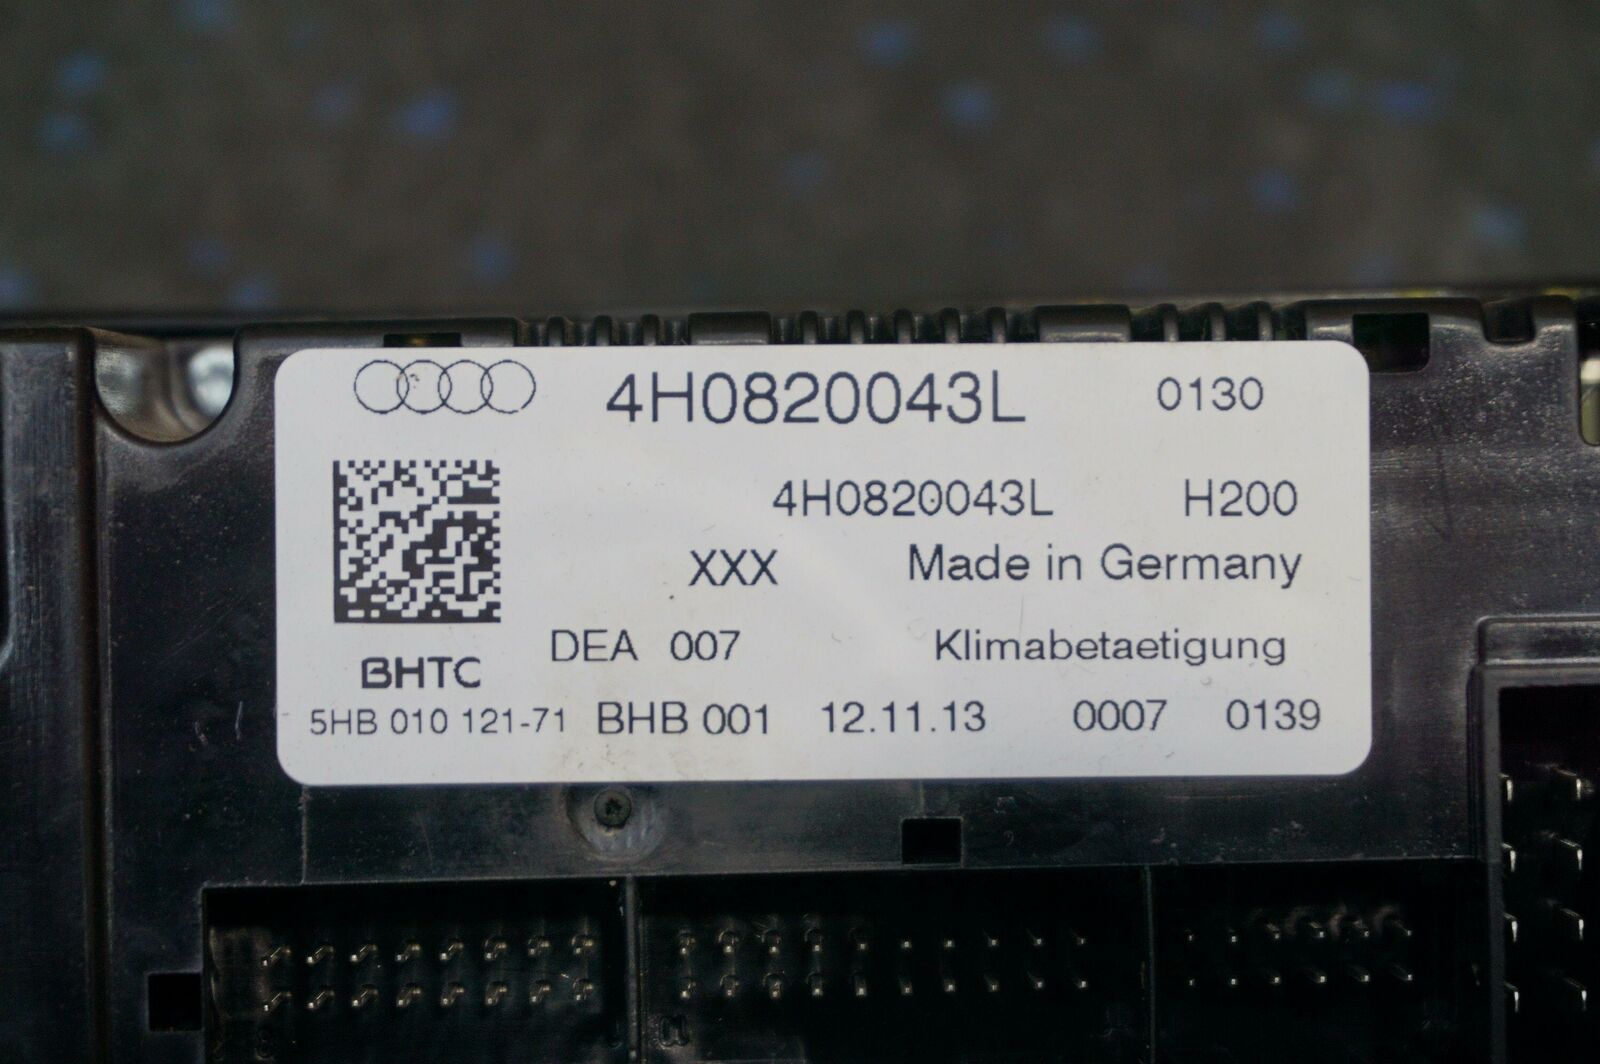 4H0820043L 0130
4H0820043L H200
XXX Made in Germany
DEA 007 Klimabetaetigung
BHTC
5HB 010 121-71 BHB 001 12.11.13 0007 0139